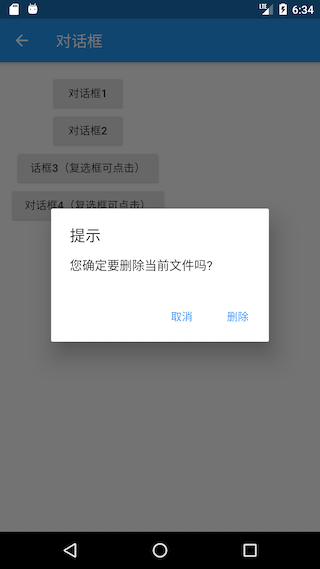 LTE 6:34
对话框
对话框1
对话框2
话框3（复选框可点击）
对话框4（复选框可点击）
提示
您确定要删除当前文件吗?
取消 删除